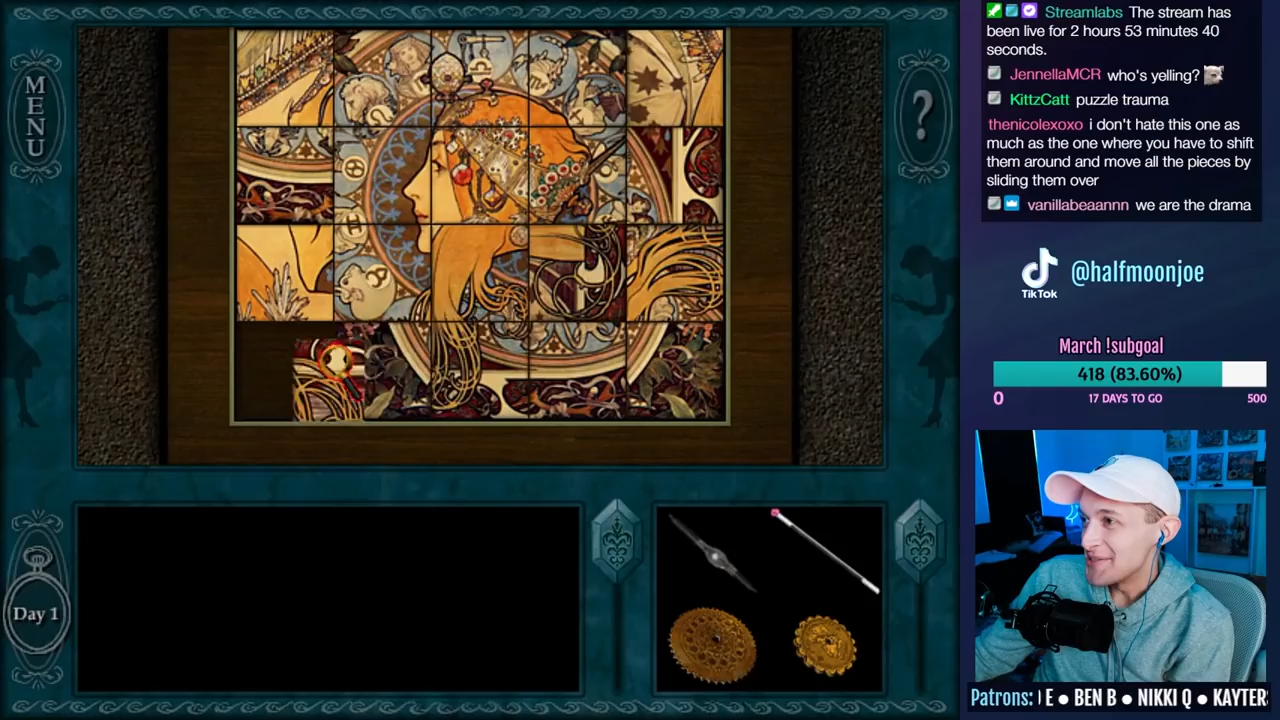 MENU
?
Day 1
Streamlabs The stream has
been live for 2 hours 53 minutes 40
seconds.
JennellaMCR who's yelling?
KittzCatt puzzle trauma
thenicolexoxo i don't hate this one as
much as the one where you have to shift
them around and move all the pieces by
sliding them over
vanillabeaannn we are the drama
TikTok
@halfmoonjoe
March !subgoal
418 (83.60%)
0 17 DAYS TO GO 500
Patrons: E ● BEN B ● NIKKI Q ● KAYTER